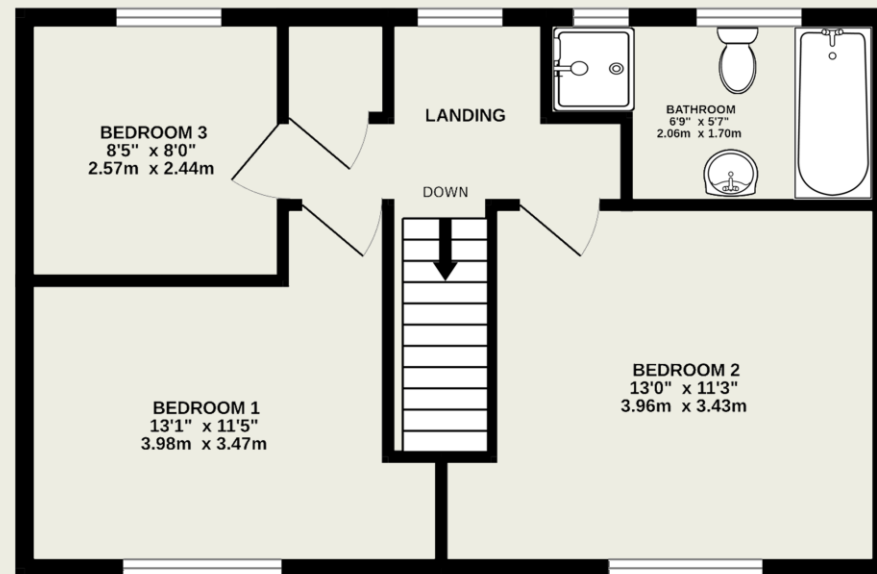 BEDROOM 3
8'5" x 8'0"
2.57m x 2.44m
LANDING
DOWN
BATHROOM
6'9" x 5'7"
2.06m x 1.70m
BEDROOM 1
13'1" x 11'5"
3.98m x 3.47m
BEDROOM 2
13'0" x 11'3"
3.96m x 3.43m